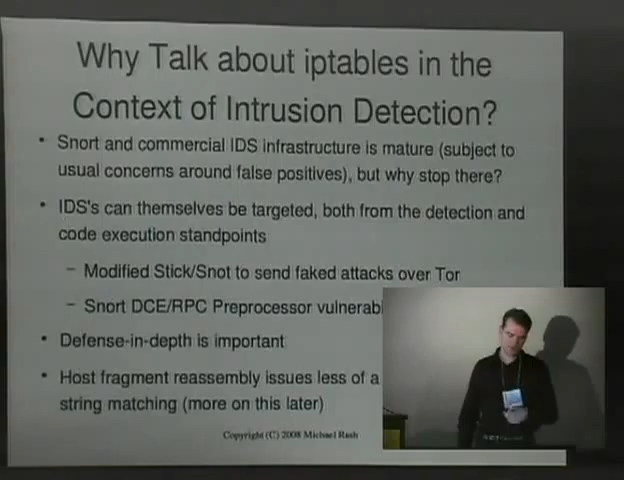 Why Talk about iptables in the
Context of Intrusion Detection?
• Snort and commercial IDS infrastructure is mature (subject to
usual concerns around false positives), but why stop there?
• IDS's can themselves be targeted, both from the detection and
code execution standpoints
– Modified Stick/Snot to send faked attacks over Tor
– Snort DCE/RPC Preprocessor
• Defense-in-depth is important
• Host fragment reassembly issues less of a
string matching (more on this later)
Copyright (C) 2008 Michael Rash